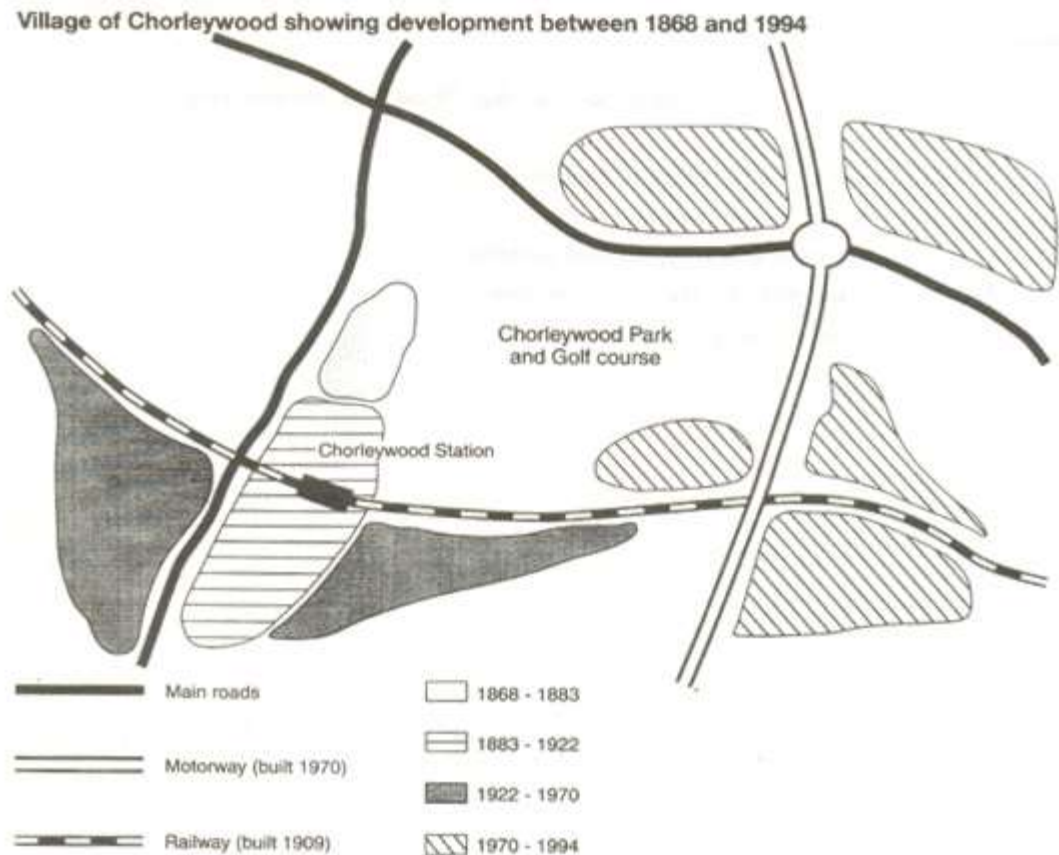 Village of Chorleywood showing development between 1868 and 1994
Chorleywood Park
and Golf course
Chorleywood Station
Main roads
Motorway (built 1970)
Railway (built 1909)
1868 - 1883
1883 - 1922
1922 - 1970
1970 - 1994